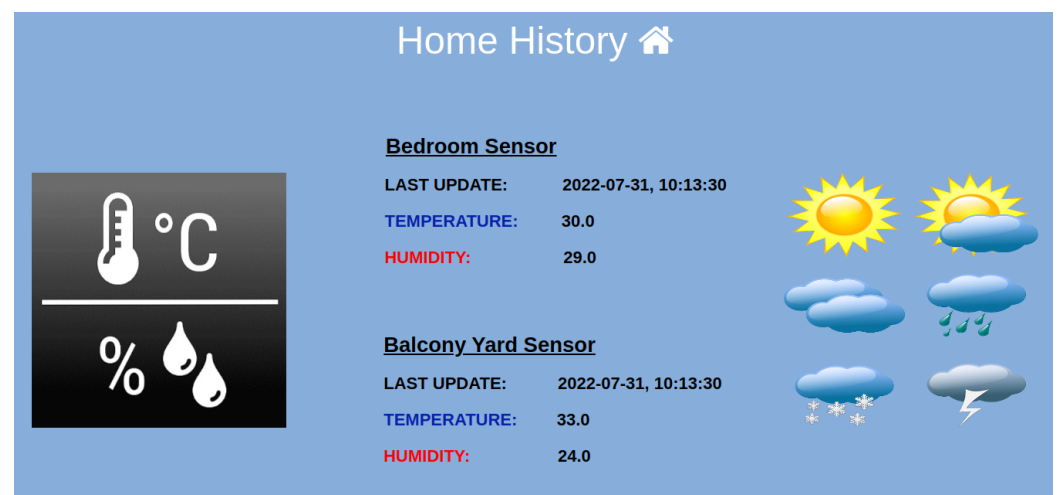 Home History
°C
%
Bedroom Sensor
LAST UPDATE: 2022-07-31, 10:13:30
TEMPERATURE: 30.0
HUMIDITY: 29.0
Balcony Yard Sensor
LAST UPDATE: 2022-07-31, 10:13:30
TEMPERATURE: 33.0
HUMIDITY: 24.0